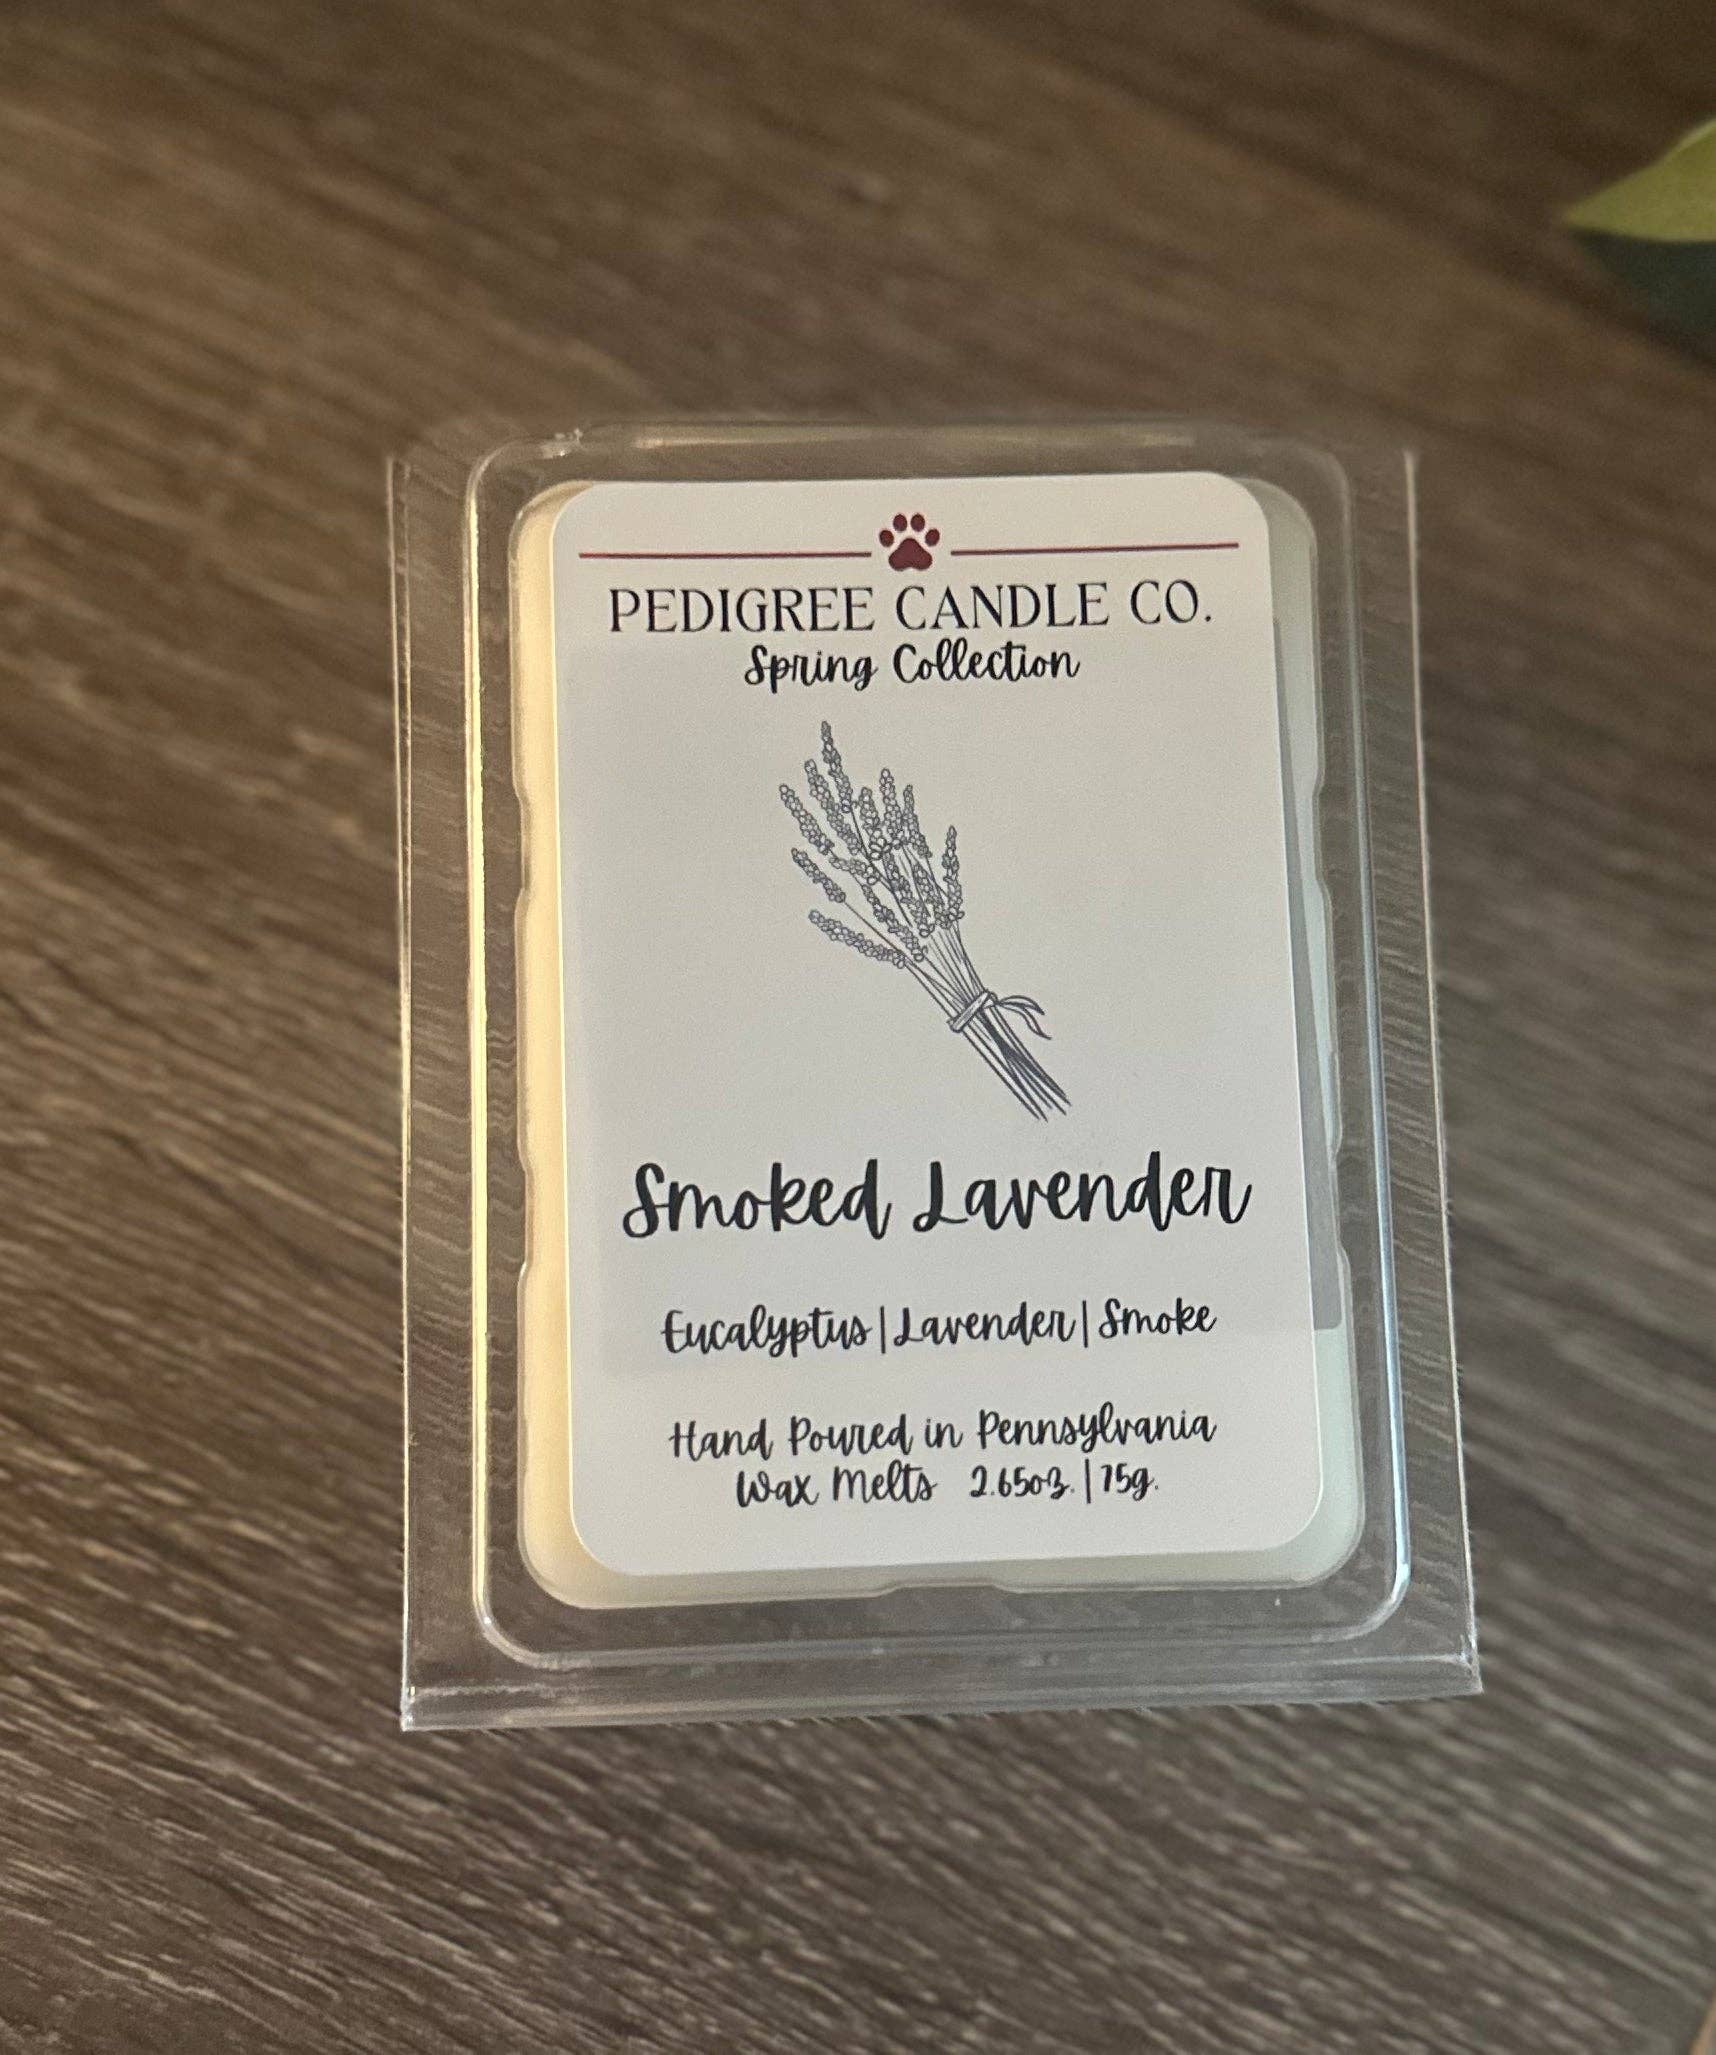 PEDIGREE CANDLE CO.
Spring Collection
Smoked Lavender
Eucalyptus|Lavender|Smoke
Hand Poured in Pennsylvania
Wax Melts 2.65oz.|75g.